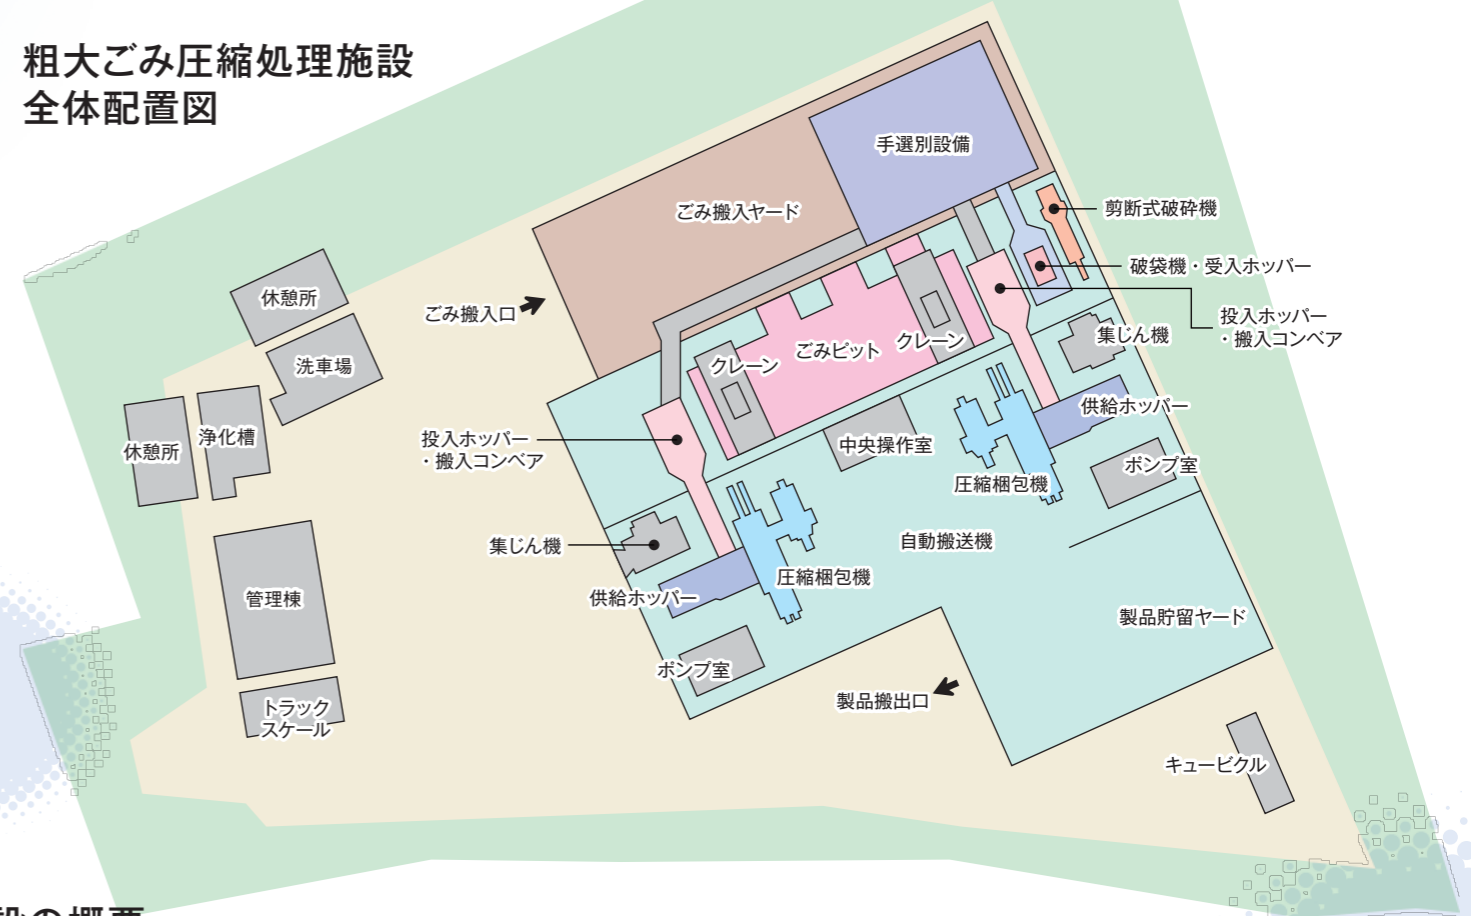 粗大ごみ圧縮処理施設
全体配置図
手選別設備
ごみ搬入ヤード
剪断式破砕機
破袋機・受入ホッパー
投入ホッパー
・搬入コンベア
集じん機
休憩所
ごみ搬入口
洗車場
クレーン
ごみピット
クレーン
供給ホッパー
休憩所
浄化槽
投入ホッパー
・搬入コンベア
中央操作室
ポンプ室
圧縮梱包機
集じん機
自動搬送機
圧縮梱包機
供給ホッパー
管理棟
製品貯留ヤード
ポンプ室
製品搬出口
トラック
スケール
キュービクル
の概要